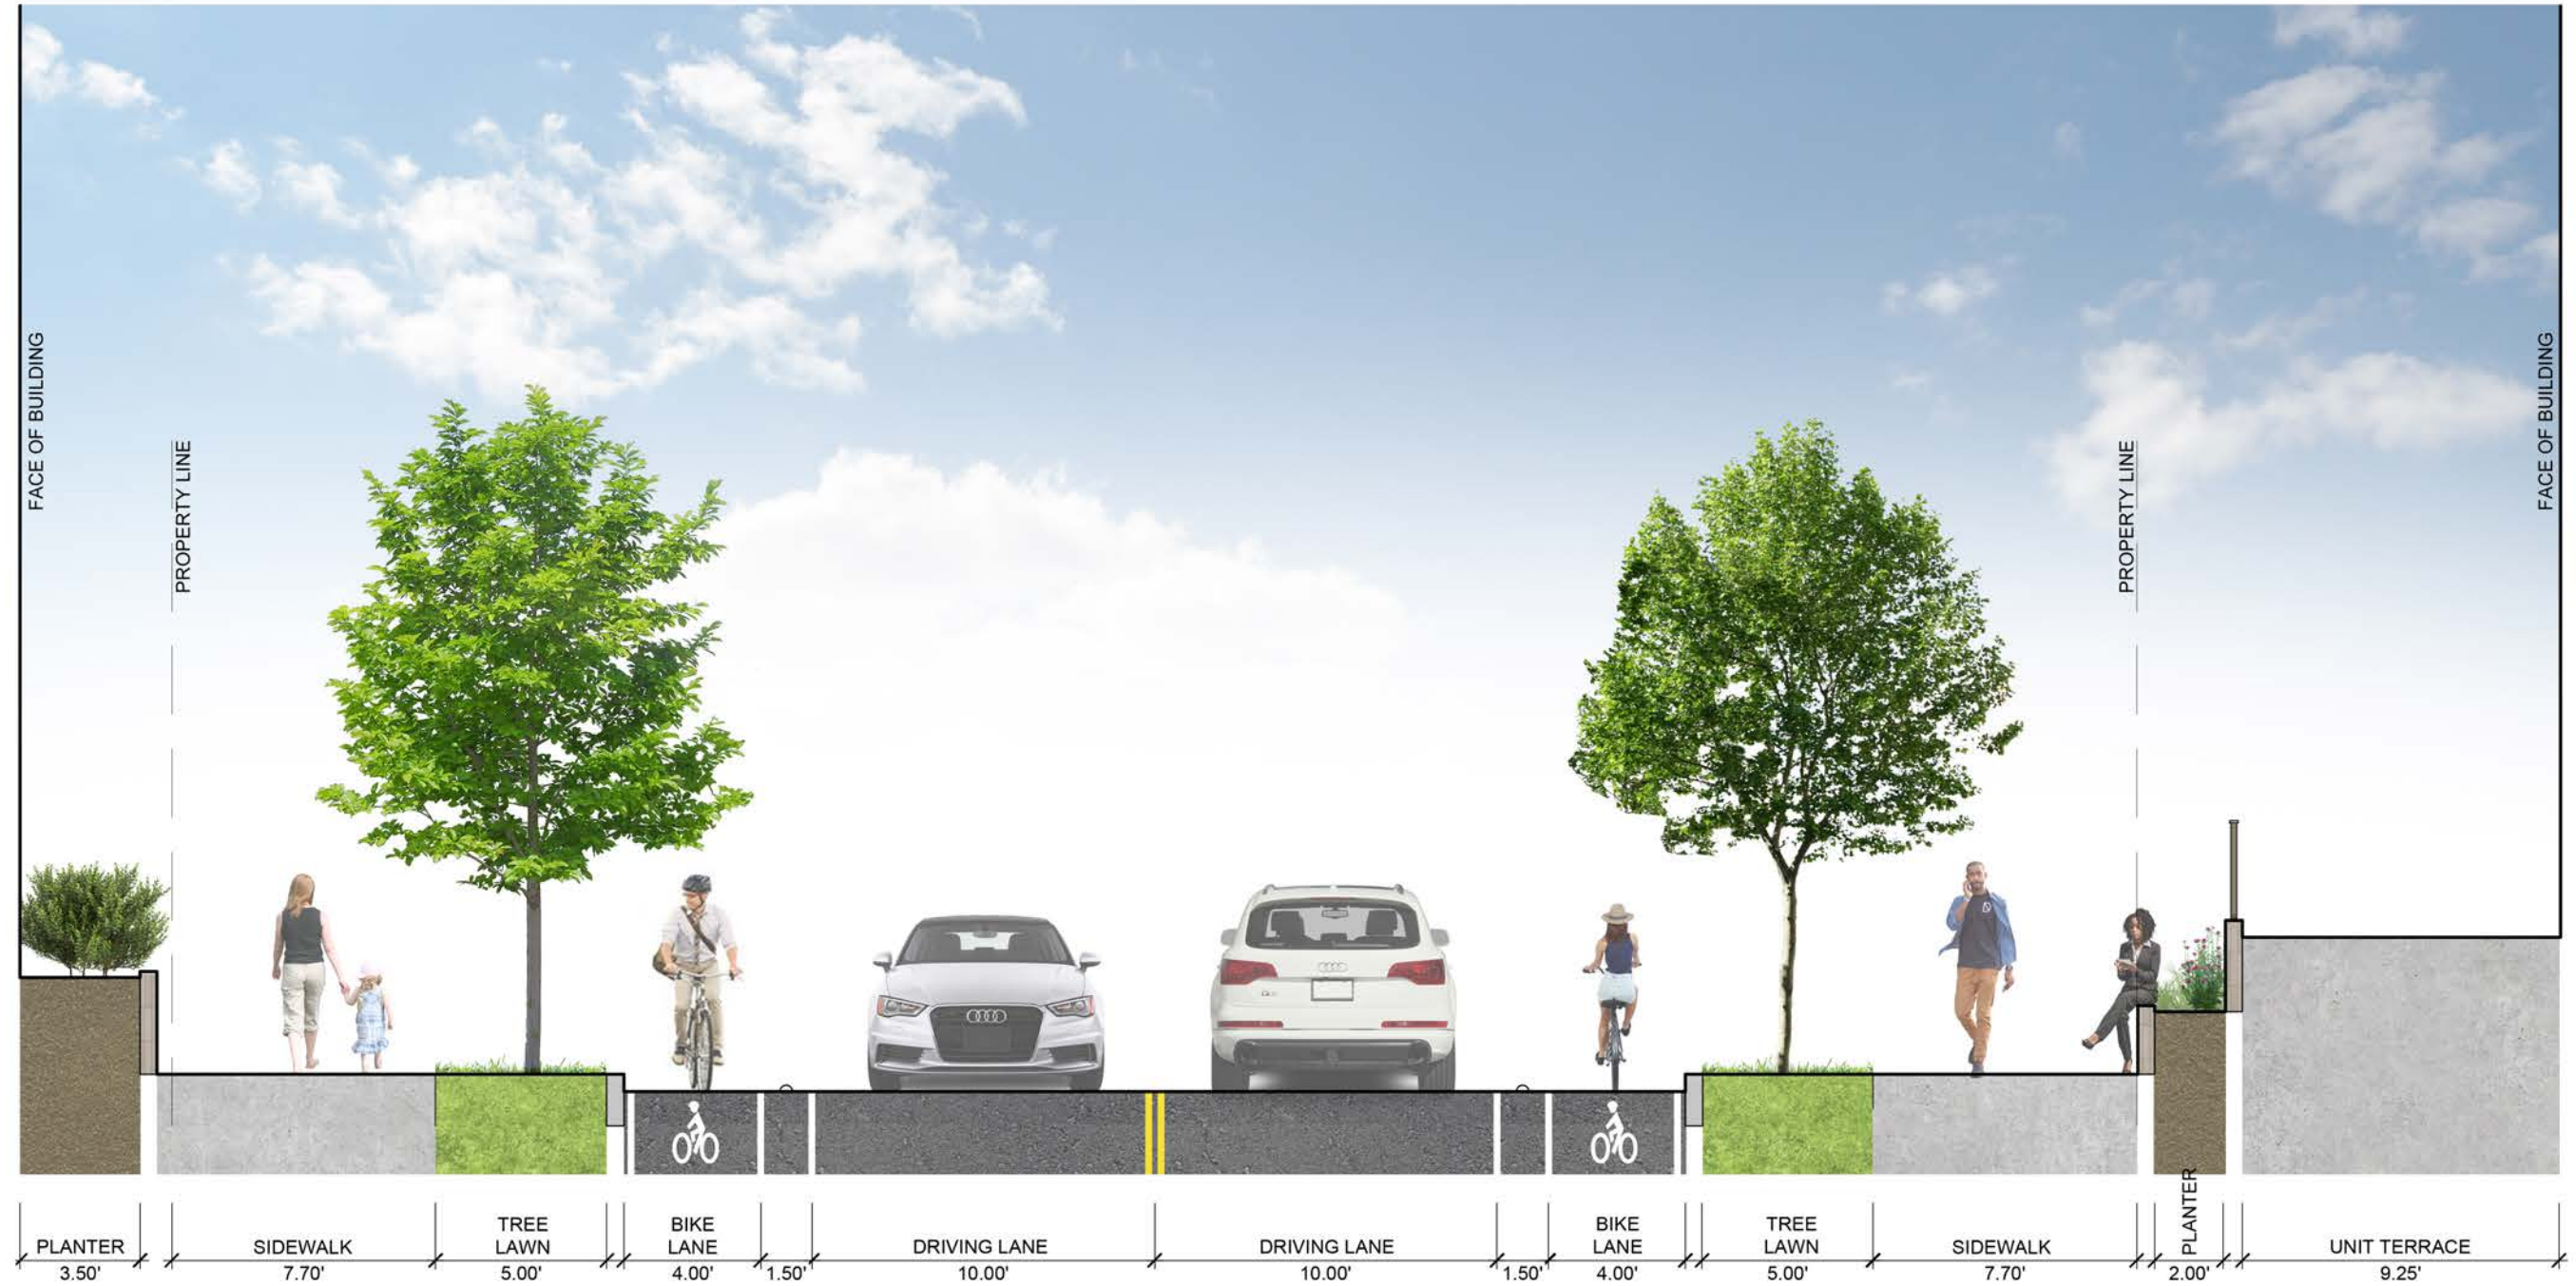 FACE OF BUILDING
PROPERTY LINE
PROPERTY LINE
FACE OF BUILDING
PLANTER
3.50'
SIDEWALK
7.70'
TREE
LAWN
5.00'
BIKE
LANE
4.00'
1.50'
DRIVING LANE
10.00'
DRIVING LANE
10.00'
1.50'
BIKE
LANE
4.00'
TREE
LAWN
5.00'
SIDEWALK
7.70'
PLANTER
2.00'
UNIT TERRACE
9.25'